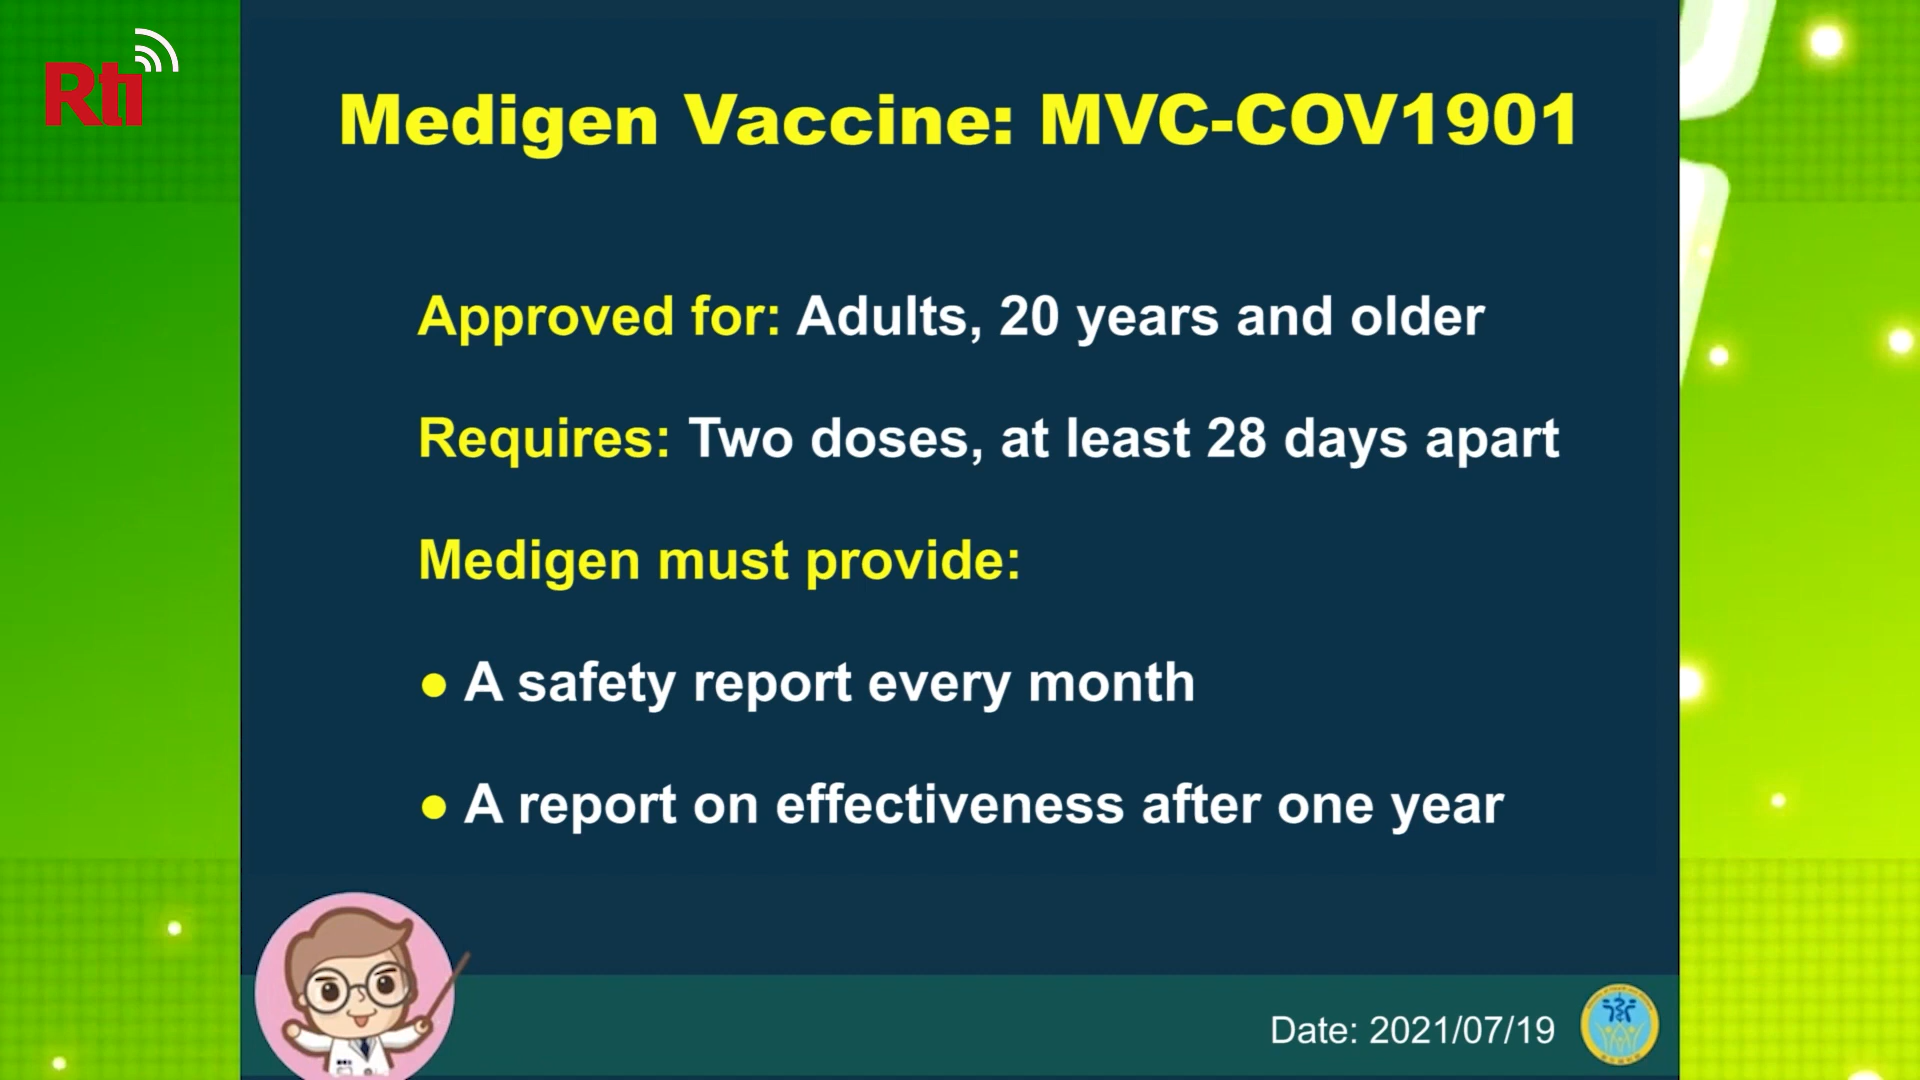 Rti
Medigen Vaccine: MVC-COV1901
Approved for: Adults, 20 years and older
Requires: Two doses, at least 28 days apart
Medigen must provide:
● A safety report every month
● A report on effectiveness after one year
Date: 2021/07/19